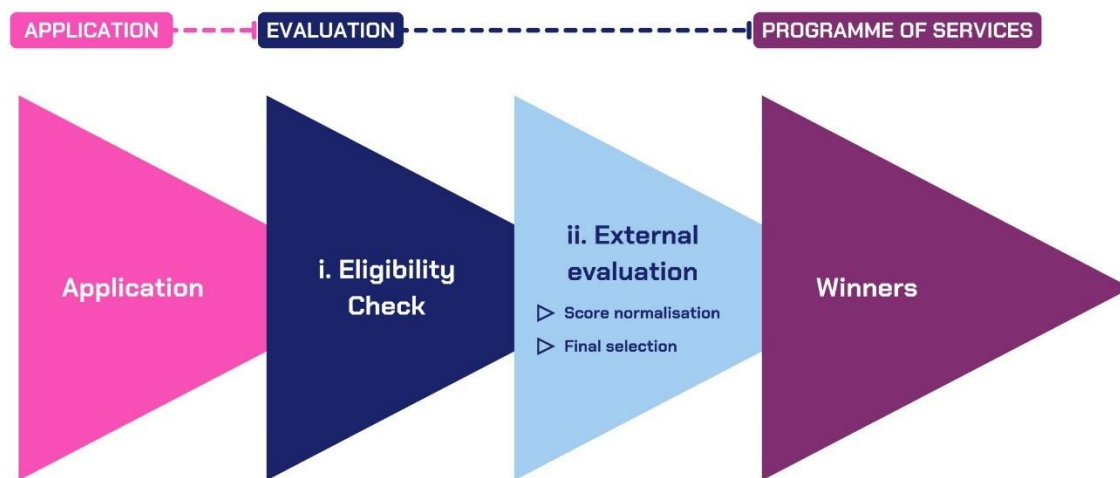 APPLICATION
EVALUATION
PROGRAMME OF SERVICES
Application
i. Eligibility
Check
ii. External
evaluation
Score normalisation
Final selection
Winners